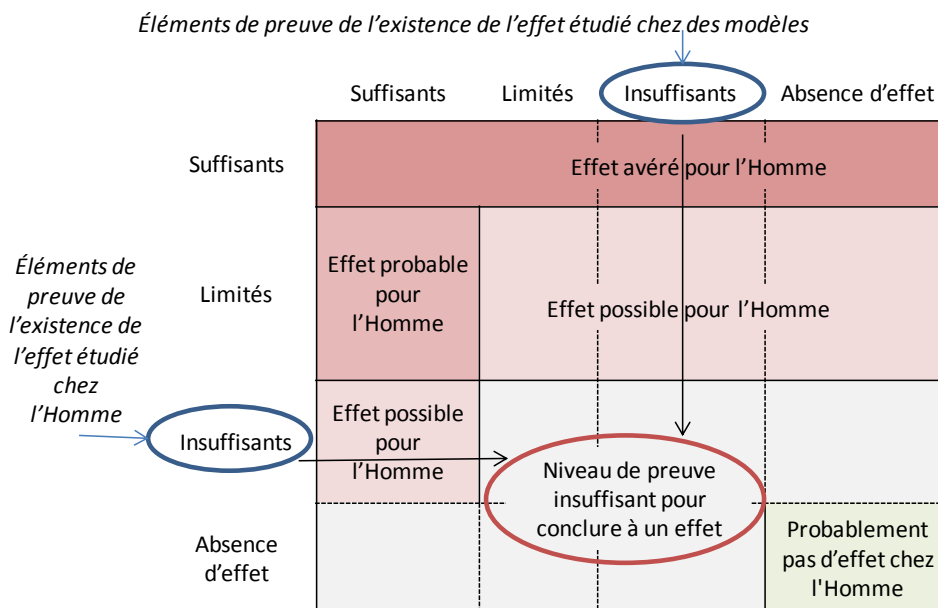 Éléments de preuve de l'existence de l'effet étudié chez des modèles
Suffisants Limités Insuffisants Absence d'effet
Suffisants
Effet avéré pour l'Homme
Éléments de
preuve de
l'existence de
l'effet étudié
chez
l'Homme
Limités
Effet probable
pour
l'Homme
Effet possible pour l'Homme
Insuffisants
Effet possible
pour
l'Homme
Niveau de preuve
insuffisant pour
conclure à un effet
Absence
d'effet
Probablement
pas d'effet chez
l'Homme